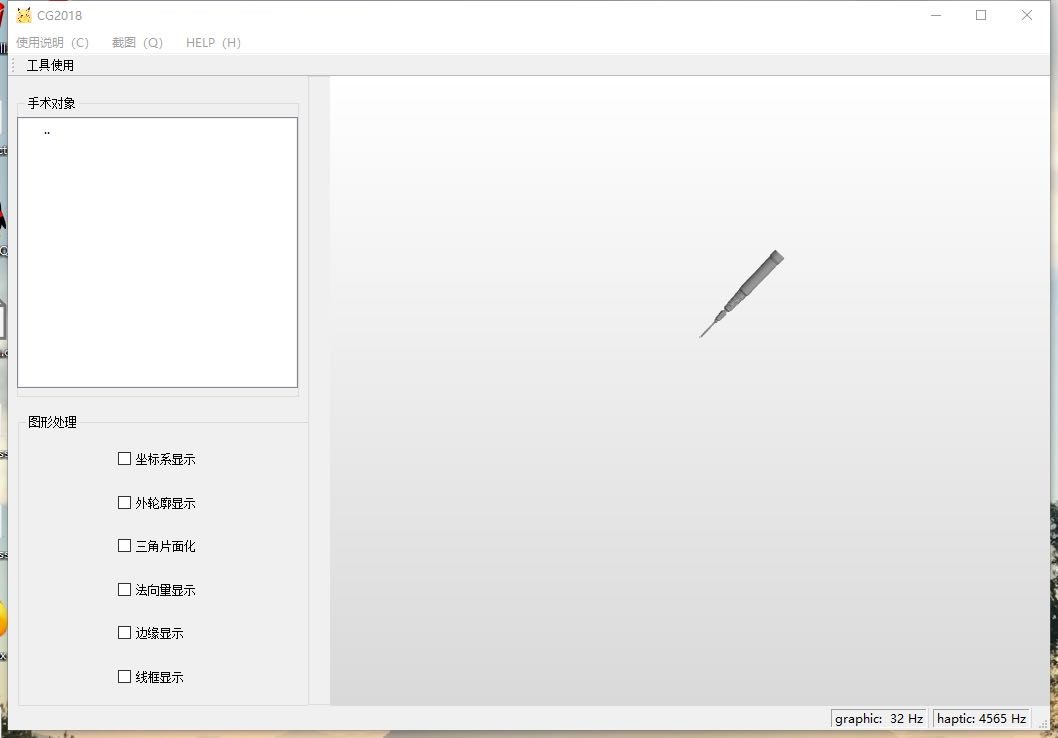 CG2018
使用说明 (C) 截图 (Q) HELP (H)
工具使用
手术对象
..
图形处理
坐标系显示
外轮廓显示
三角片面化
法向量显示
边缘显示
线框显示
graphic: 32 Hz haptic: 4565 Hz